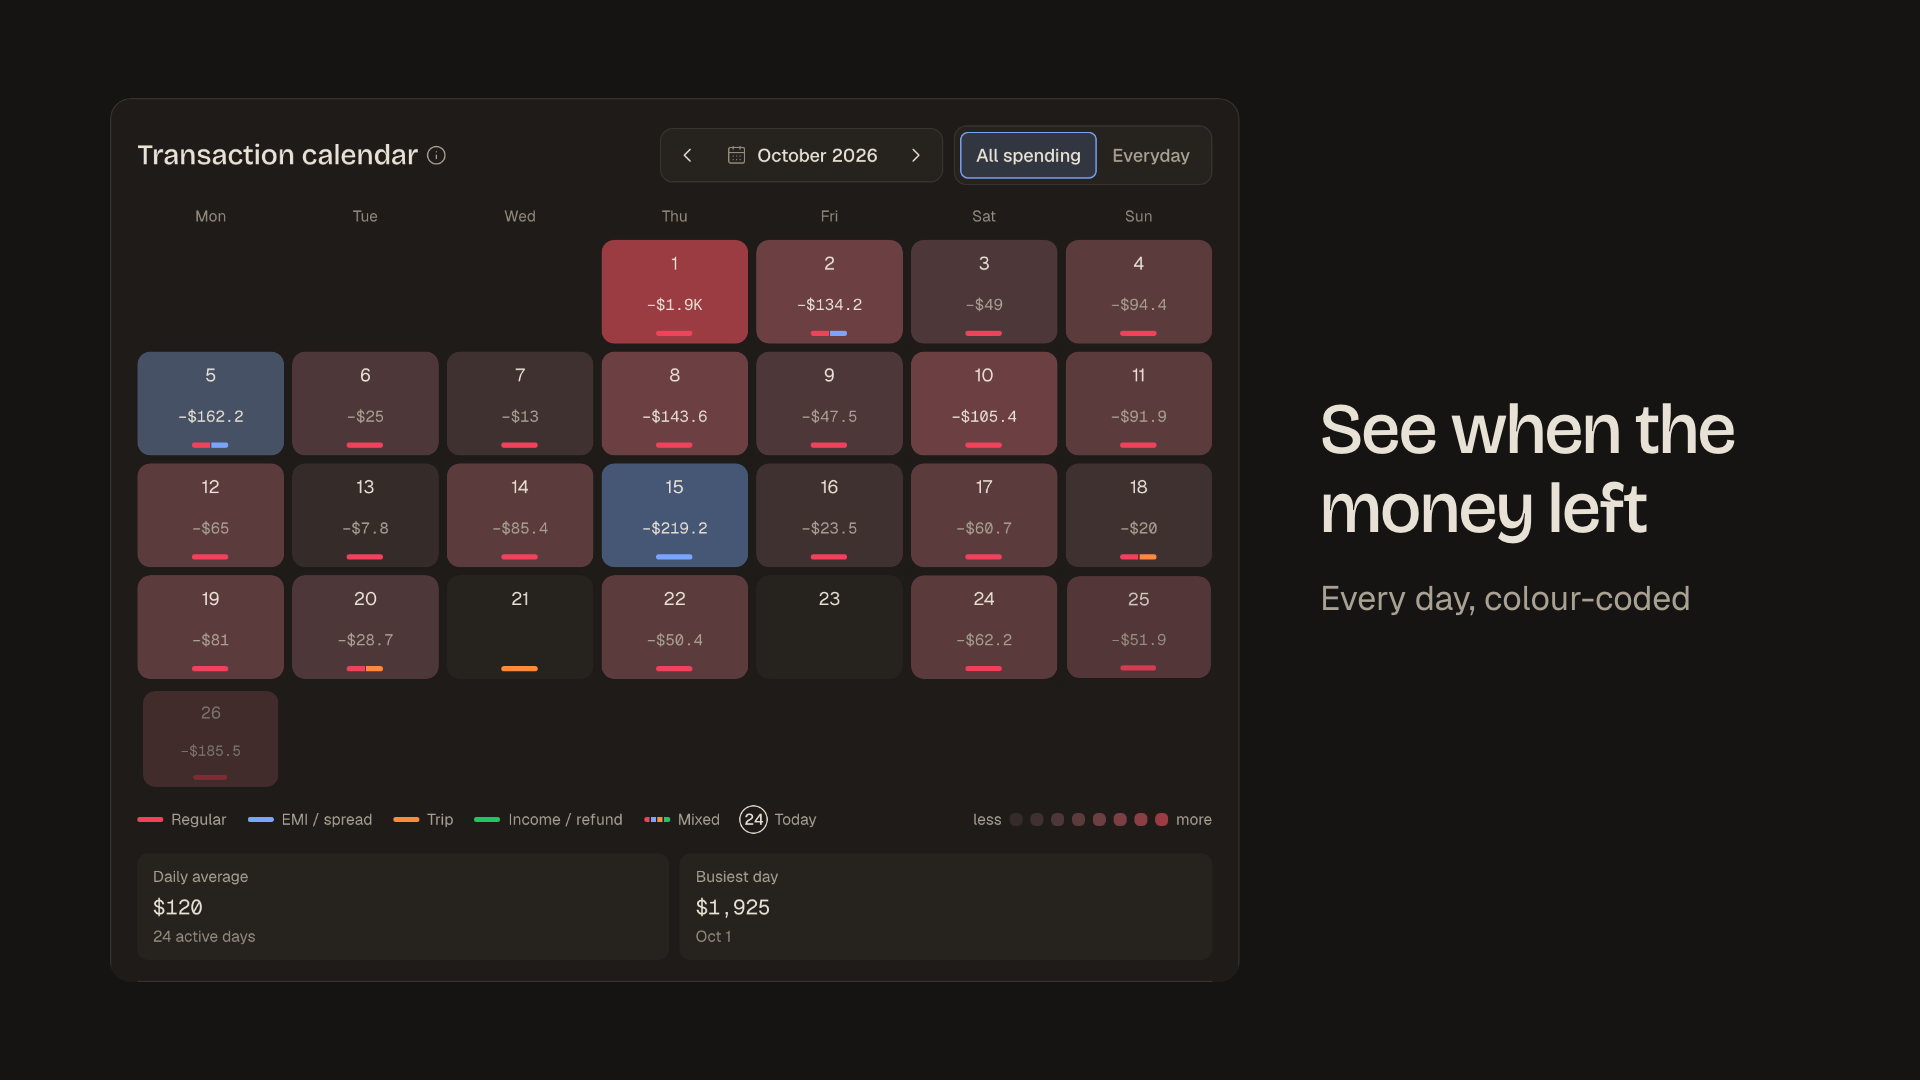 Transaction calendar
October 2026
All spending
Everyday
Mon Tue Wed Thu Fri Sat Sun
1 2 3 4
-$1.9K -$134.2 -$49 -$94.4
5 6 7 8 9 10 11
-$162.2 -$25 -$13 -$143.6 -$47.5 -$105.4 -$91.9
12 13 14 15 16 17 18
-$65 -$7.8 -$85.4 -$219.2 -$23.5 -$60.7 -$20
19 20 21 22 23 24 25
-$81 -$28.7 -$50.4 -$62.2 -$51.9
26
-$185.5
Regular EMI / spread Trip Income / refund Mixed 24 Today less more
Daily average
$120
24 active days
Busiest day
$1,925
Oct 1
See when the
money left
Every day, colour-coded